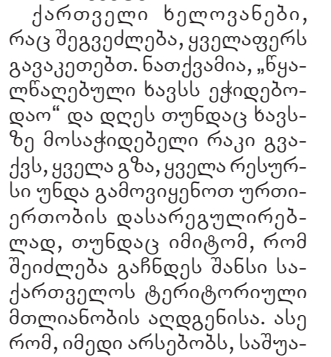 ქართველი ხელოვანები,
რაც შეგვეძლება, ყველაფერს
გავაკეთებთ. ნათქვამია, „წყა-
ლწაღებული ხავსს ეჭიდებო-
დაო“ და დღეს თუნდაც ხავს-
ზე მოსაჭიდებელი რაკი გვა-
ქვს, ყველა გზა, ყველა რესურ-
სი უნდა გამოვიყენოთ ურთი-
ერთობის დასარეგულირებ-
ლად, თუნდაც იმიტომ, რომ
შეიძლება გაჩნდეს შანსი სა-
ქართველოს ტერიტორიული
მთლიანობის აღდგენისა. ასე
რომ, იმედი არსებობს, საშუა-